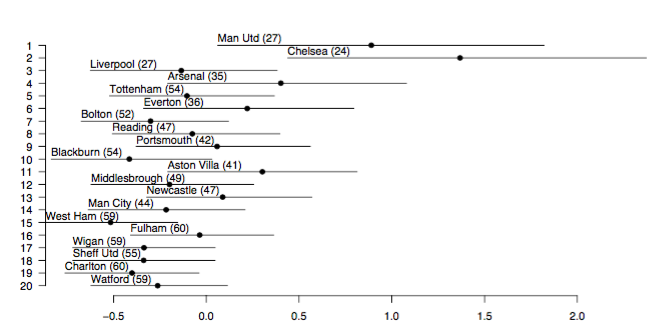 1 Man Utd (27)
2 Chelsea (24)
3 Liverpool (27)
4 Arsenal (35)
5 Tottenham (54)
6 Everton (36)
7 Bolton (52)
8 Reading (47)
9 Portsmouth (42)
10 Blackburn (54)
11 Aston Villa (41)
12 Middlesbrough (49)
13 Newcastle (47)
14 Man City (44)
15 West Ham (59)
16 Fulham (60)
17 Wigan (59)
18 Sheff Utd (55)
19 Charlton (60)
20 Watford (59)
−0.5 0.0 0.5 1.0 1.5 2.0